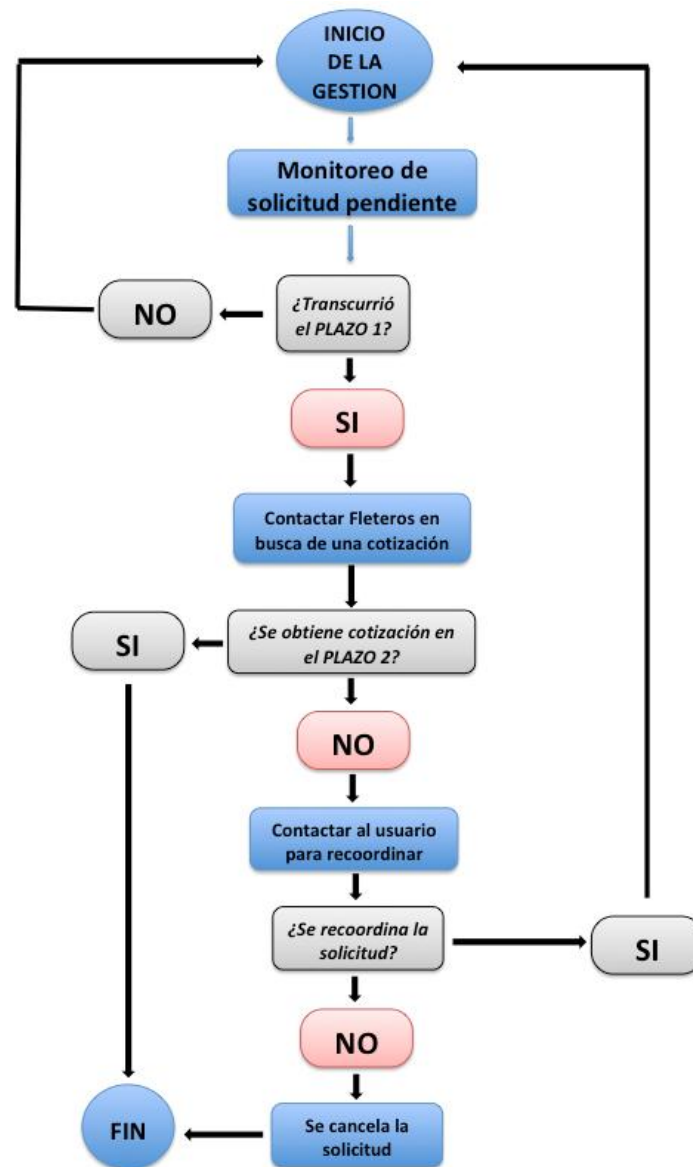 INICIO
DE LA
GESTION
Monitoreo de
solicitud pendiente
¿Transcurrió
el PLAZO 1?
NO
SI
Contactar Fleteros en
busca de una cotización
¿Se obtiene cotización en
el PLAZO 2?
SI
NO
Contactar al usuario
para recoordinar
¿Se recoordina la
solicitud?
SI
NO
Se cancela la
solicitud
FIN